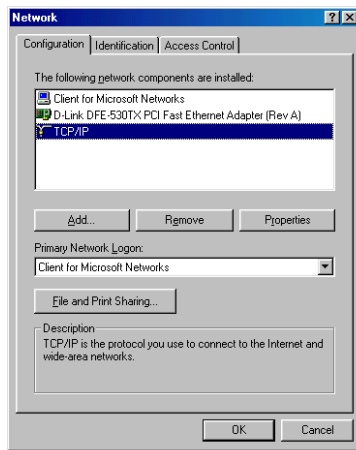 Network
Configuration Identification Access Control
The following network components are installed:
Client for Microsoft Networks
D-Link DFE-530TX PCI Fast Ethernet Adapter (Rev A)
TCP/IP
Add... Remove Properties
Primary Network Logon:
Client for Microsoft Networks
File and Print Sharing...
Description
TCP/IP is the protocol you use to connect to the Internet and
wide-area networks.
OK Cancel